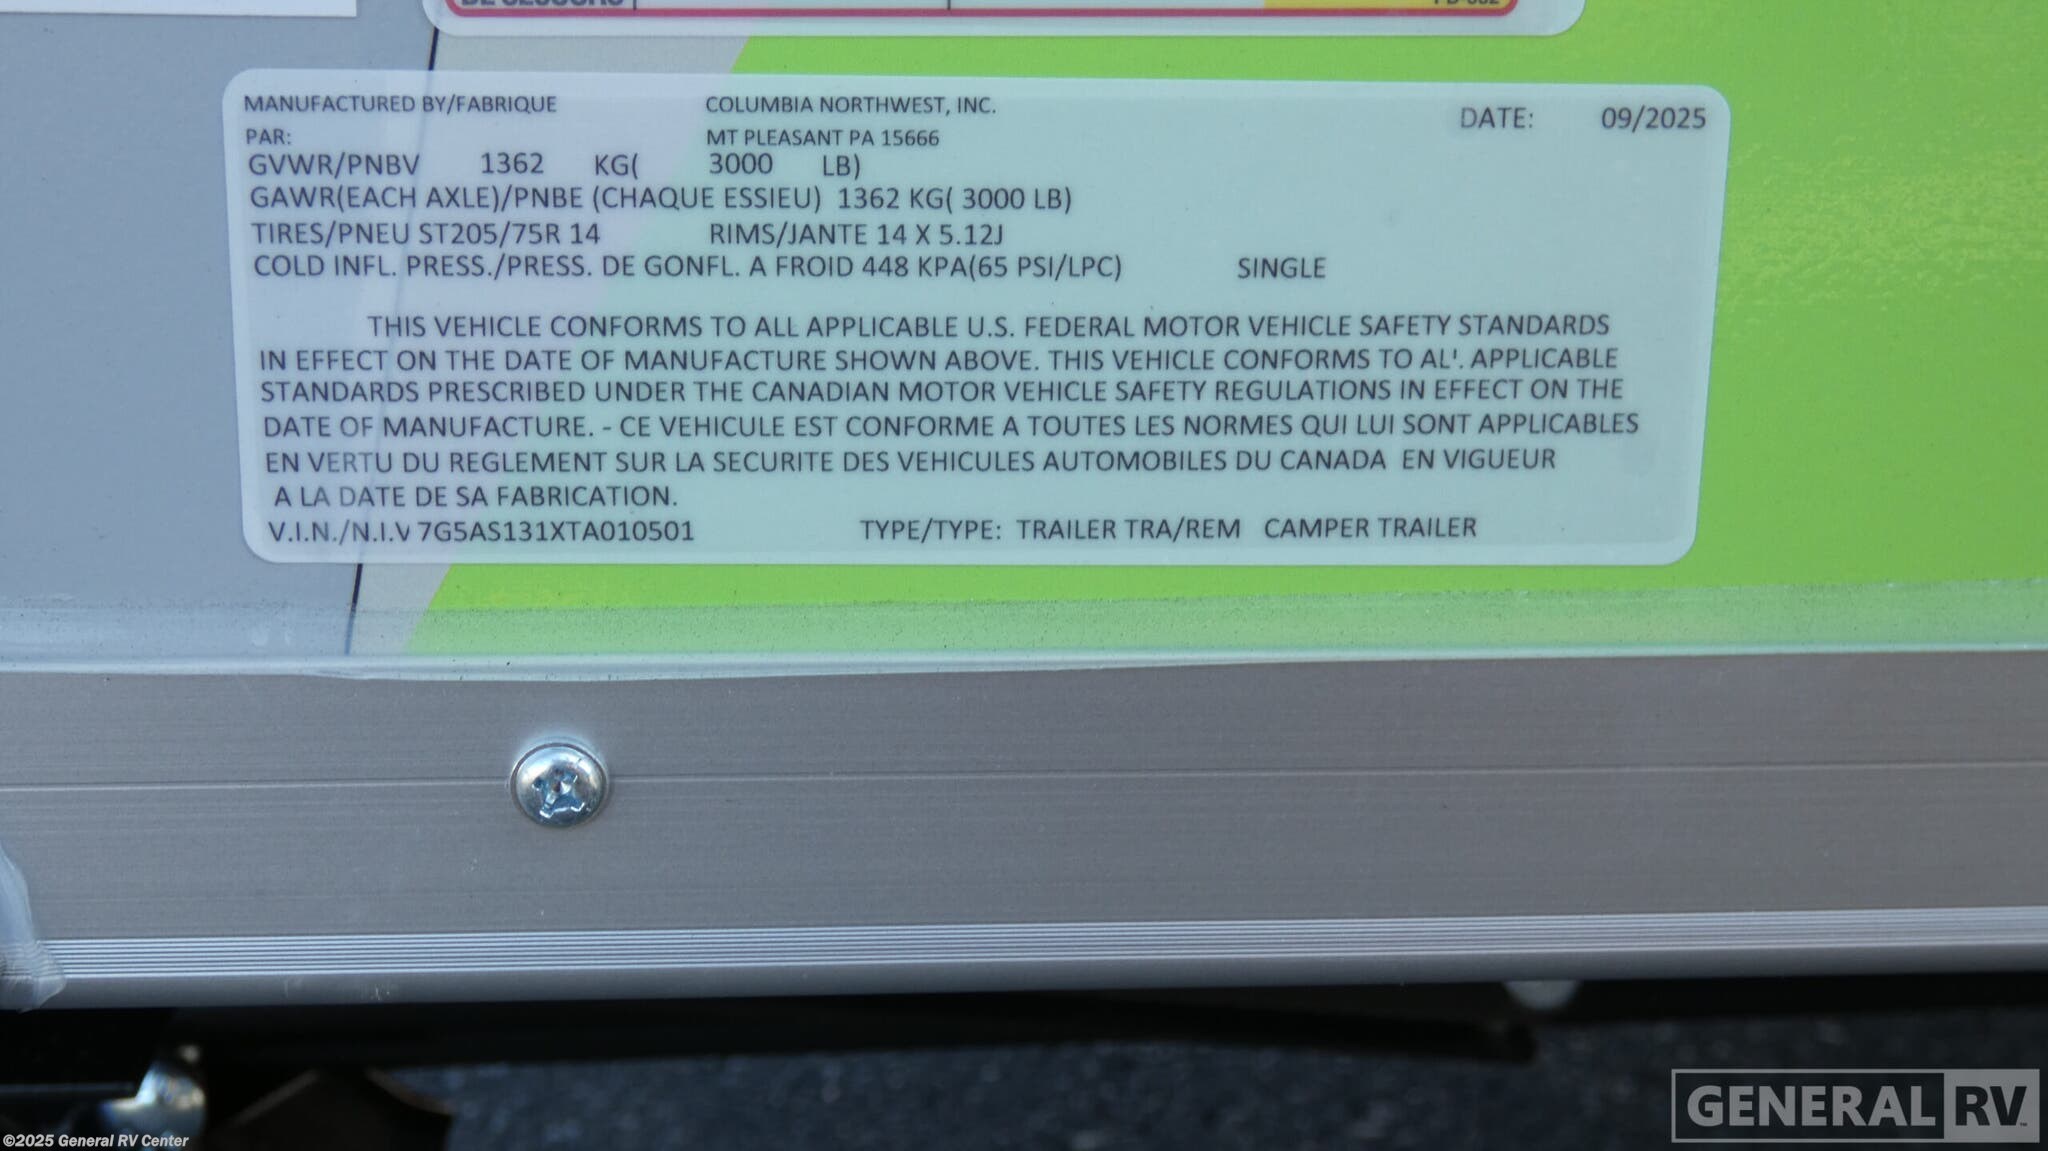 DE SECOURS
MANUFACTURED BY/FABRIQUE COLUMBIA NORTHWEST, INC. DATE: 09/2025
PAR: MT PLEASANT PA 15666
GVWR/PNBV 1362 KG( 3000 LB)
GAWR(EACH AXLE)/PNBE (CHAQUE ESSIEU) 1362 KG( 3000 LB)
TIRES/PNEU ST205/75R 14 RIMS/JANTE 14 X 5.12J
COLD INFL. PRESS./PRESS. DE GONFL. A FROID 448 KPA(65 PSI/LPC) SINGLE
THIS VEHICLE CONFORMS TO ALL APPLICABLE U.S. FEDERAL MOTOR VEHICLE SAFETY STANDARDS
IN EFFECT ON THE DATE OF MANUFACTURE SHOWN ABOVE. THIS VEHICLE CONFORMS TO ALL APPLICABLE
STANDARDS PRESCRIBED UNDER THE CANADIAN MOTOR VEHICLE SAFETY REGULATIONS IN EFFECT ON THE
DATE OF MANUFACTURE. - CE VEHICULE EST CONFORME A TOUTES LES NORMES QUI LUI SONT APPLICABLES
EN VERTU DU REGLEMENT SUR LA SECURITE DES VEHICULES AUTOMOBILES DU CANADA EN VIGUEUR
A LA DATE DE SA FABRICATION.
V.I.N./N.I.V 7G5AS131XTA010501 TYPE/TYPE: TRAILER TRA/REM CAMPER TRAILER
GENERAL RV
©2025 General RV Center